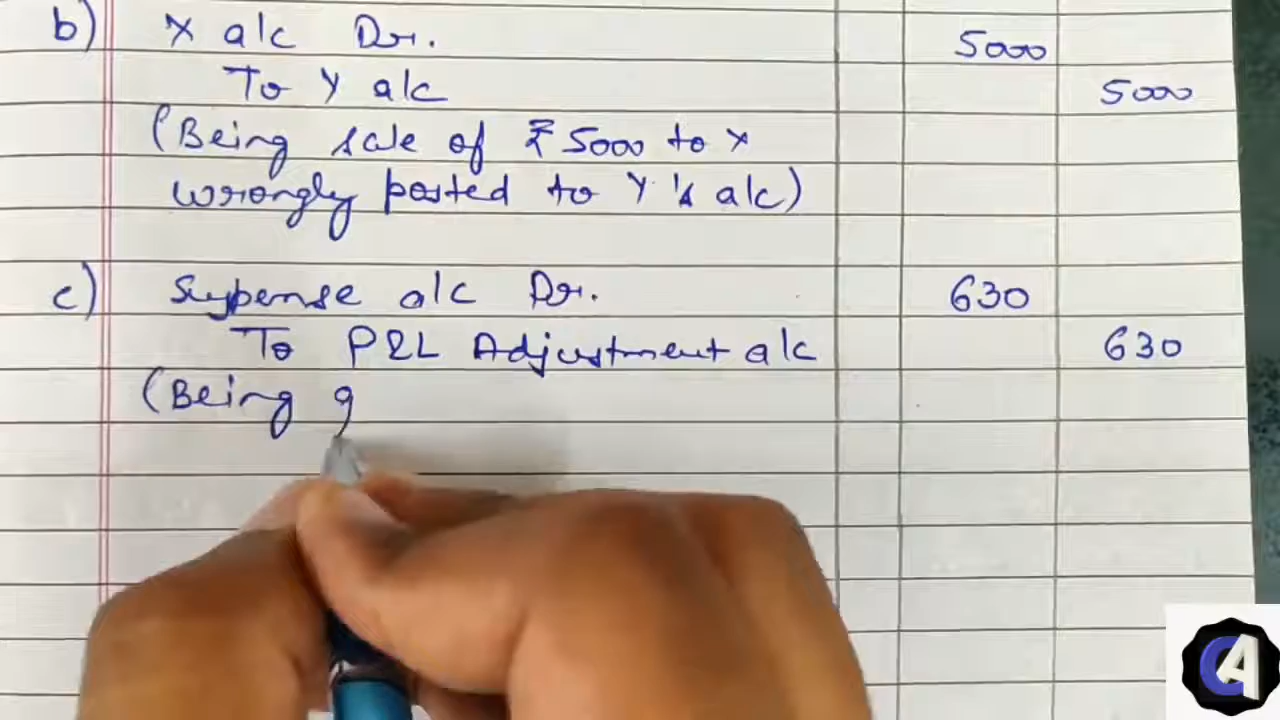 b) X a/c Dr. 5000
To Y a/c 5000
(Being sale of ₹5000 to X
wrongly posted to Y's a/c)
c) Suspense a/c Dr. 630
To P&L Adjustment a/c 630
(Being g
CA